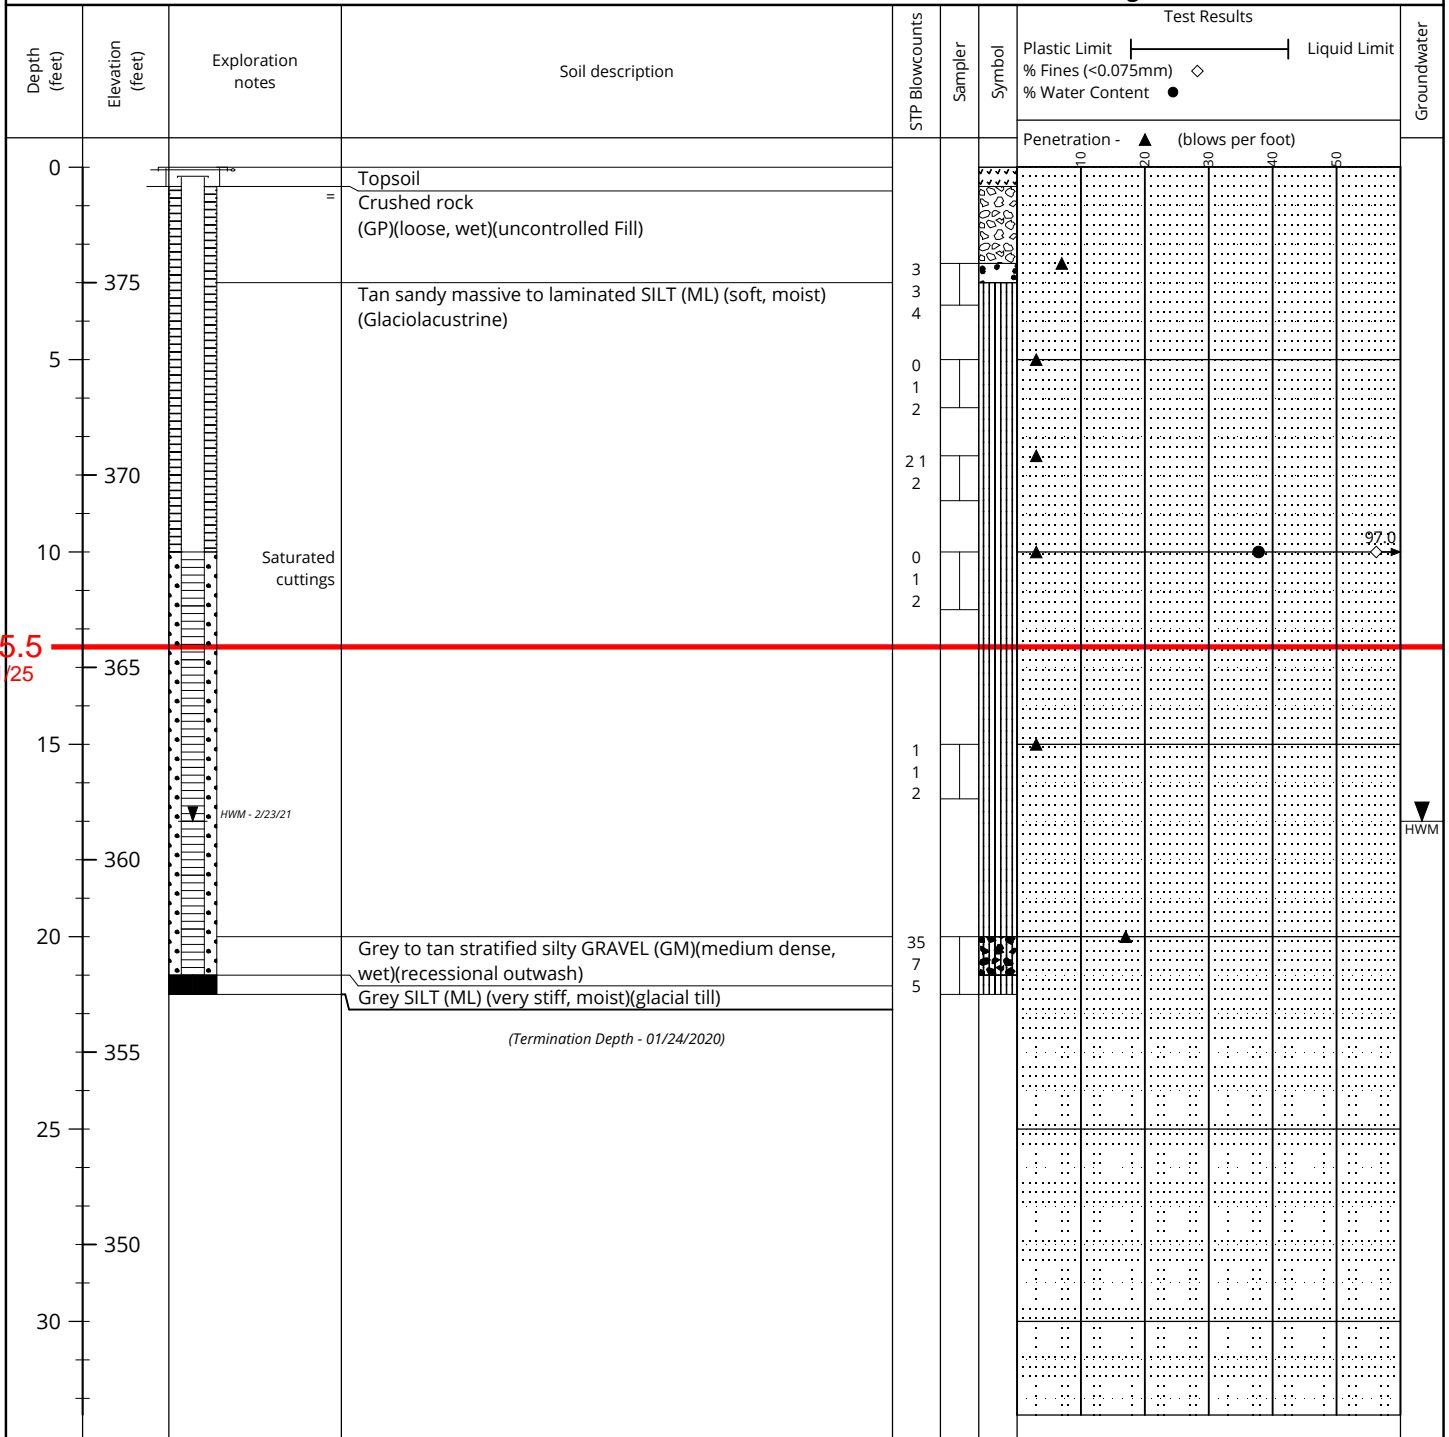 Depth
(feet)
Elevation
(feet)
Exploration
notes
Soil description
STP Blowcounts
Sampler
Symbol
Test Results
Plastic Limit
Liquid Limit
% Fines (<0.075mm)
% Water Content
Penetration -
(blows per foot)
10
20
30
40
50
Groundwater
0
Topsoil
=
Crushed rock
(GP)(loose, wet)(uncontrolled Fill)
3
375
3
Tan sandy massive to laminated SILT (ML) (soft, moist)
4
(Glaciolacustrine)
5
0
1
2
2 1
370
2
97.0
10
Saturated
cuttings
0
1
2
5.5
/25
365
15
1
1
2
HWM - 2/23/21
HWM
360
20
Grey to tan stratified silty GRAVEL (GM)(medium dense,
wet)(recessional outwash)
35
7
5
Grey SILT (ML) (very stiff, moist)(glacial till)
(Termination Depth - 01/24/2020)
355
25
350
30